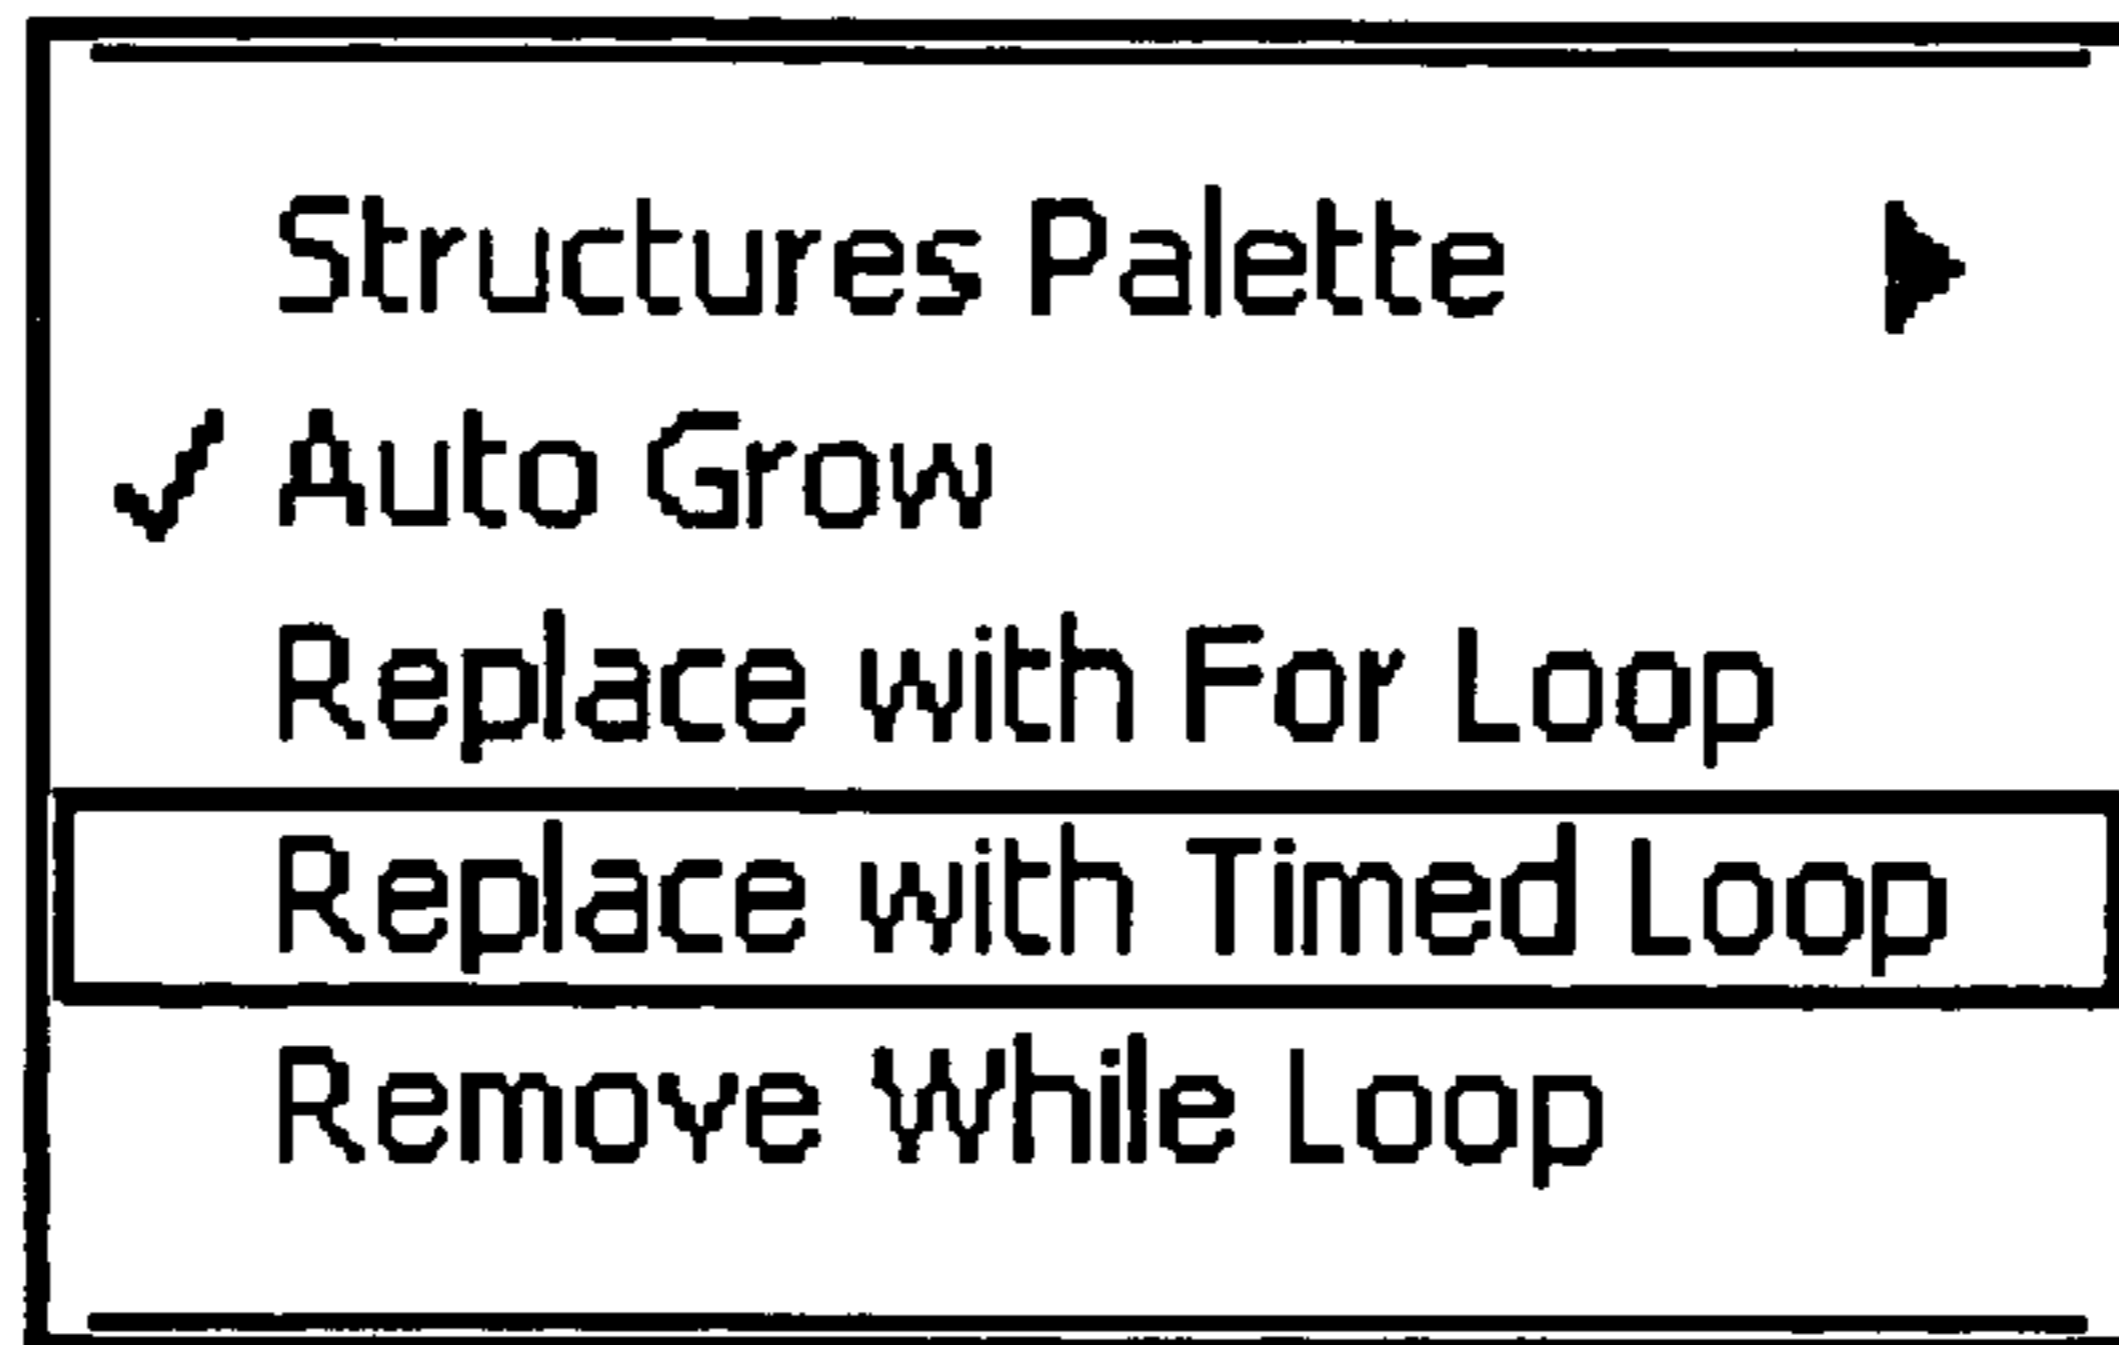 Structures Palette
Auto Grow
Replace with For Loop
Replace with Timed Loop
Remove While Loop